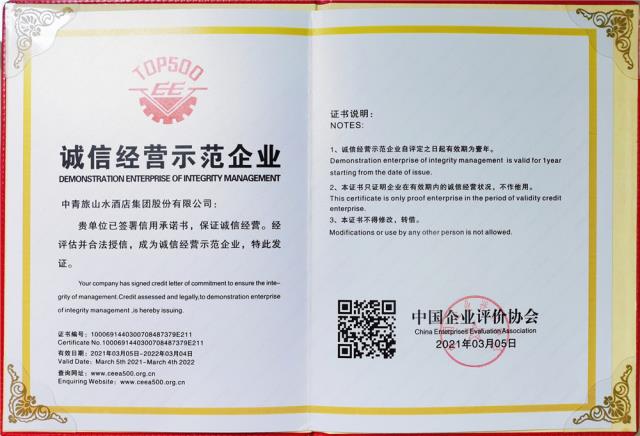 TOP500
EE
诚信经营示范企业
DEMONSTRATION ENTERPRISE OF INTEGRITY MANAGEMENT
中青旅山水酒店集团股份有限公司：
贵单位已签署信用承诺书，保证诚信经营。经
评估并合法授信，成为诚信经营示范企业，特此发
证。
Your company has signed credit letter of commitment to ensure the inte-
grity of management.Credit assessed and legally,to demonstration enterprise
of integrity management ,is hereby issuing.
证书编号：1000691440300708487379E211
Certificate No.1000691440300708487379E211
有效日期：2021年03月05日-2022年03月04日
Valid Date: March 5th 2021-March 4th 2022
查询网址：www.ceea500.org.cn
Enquiring Website：www.ceea500.org.cn
证书说明：
NOTES:
1、诚信经营示范企业自评定之日起有效期为壹年。
Demonstration enterprise of integrity management is valid for 1year
starting from the date of issue.
2、本证书只证明企业在有效期内的诚信经营状况，不作他用。
This certificate is only proof enterprise in the period of validity credit
enterprise.
3、本证书不得修改，转借。
Modifications or use by any other person is not allowed.
中国企业评价协会
China Enterprises Evaluation Association
2021年03月05日